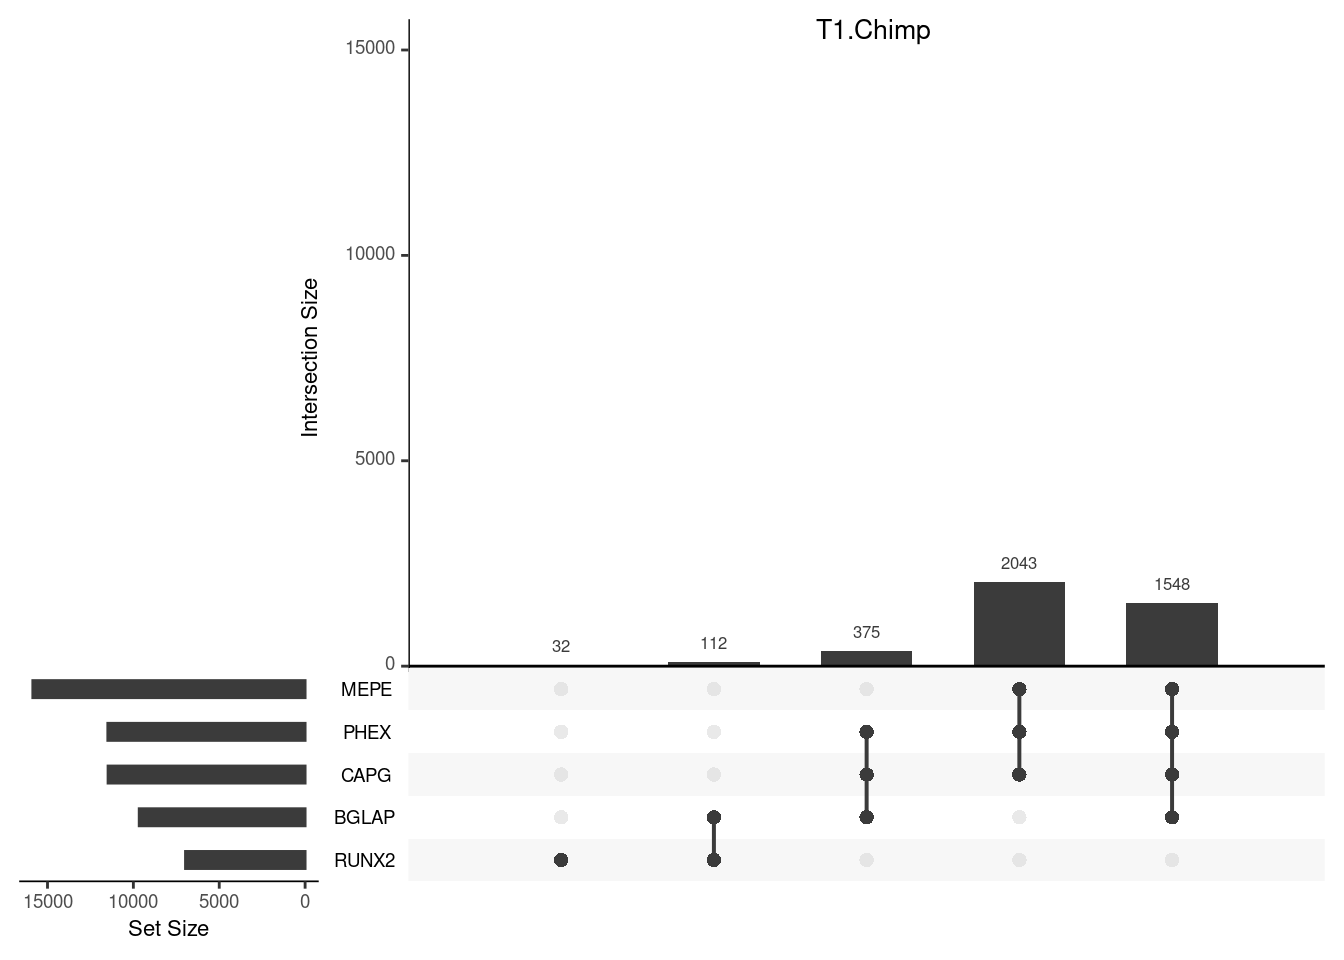 T1.Chimp
15000
10000
5000
0
Intersection Size
32
112
375
2043
1548
MEPE
PHEX
CAPG
BGLAP
RUNX2
15000 10000 5000 0
Set Size